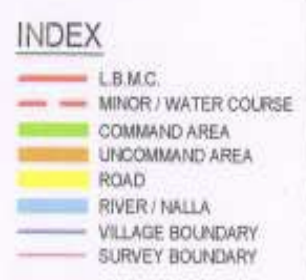 INDEX
L.B.M.C.
MINOR / WATER COURSE
COMMAND AREA
UNCOMMAND AREA
ROAD
RIVER / NALLA
VILLAGE BOUNDARY
SURVEY BOUNDARY